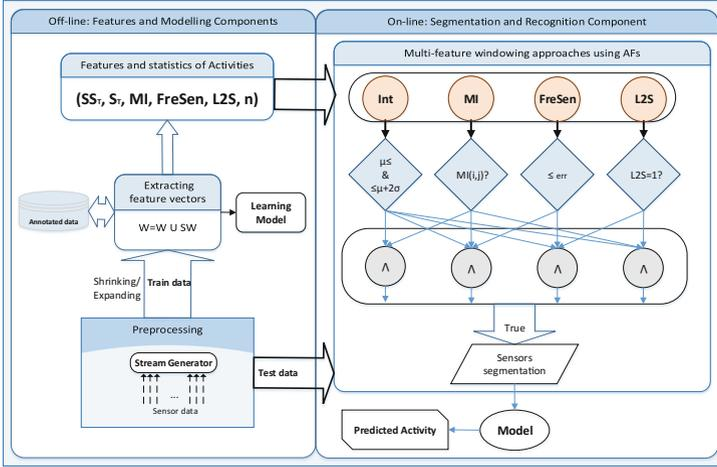 Off-line: Features and Modelling Components
Features and statistics of Activities
(SS_T, S_T, MI, FreSen, L2S, n)
Extracting
feature vectors
W=W U SW
Annotated data
Learning
Model
Shrinking/
Expanding
Train data
Preprocessing
Stream Generator
...
Sensor data
Test data
On-line: Segmentation and Recognition Component
Multi-feature windowing approaches using AFs
Int
MI
FreSen
L2S
μ≤
&
≤μ+2σ
MI(i,j)?
≤ err
L2S=1?
Λ
Λ
Λ
Λ
True
Sensors
segmentation
Predicted Activity
Model